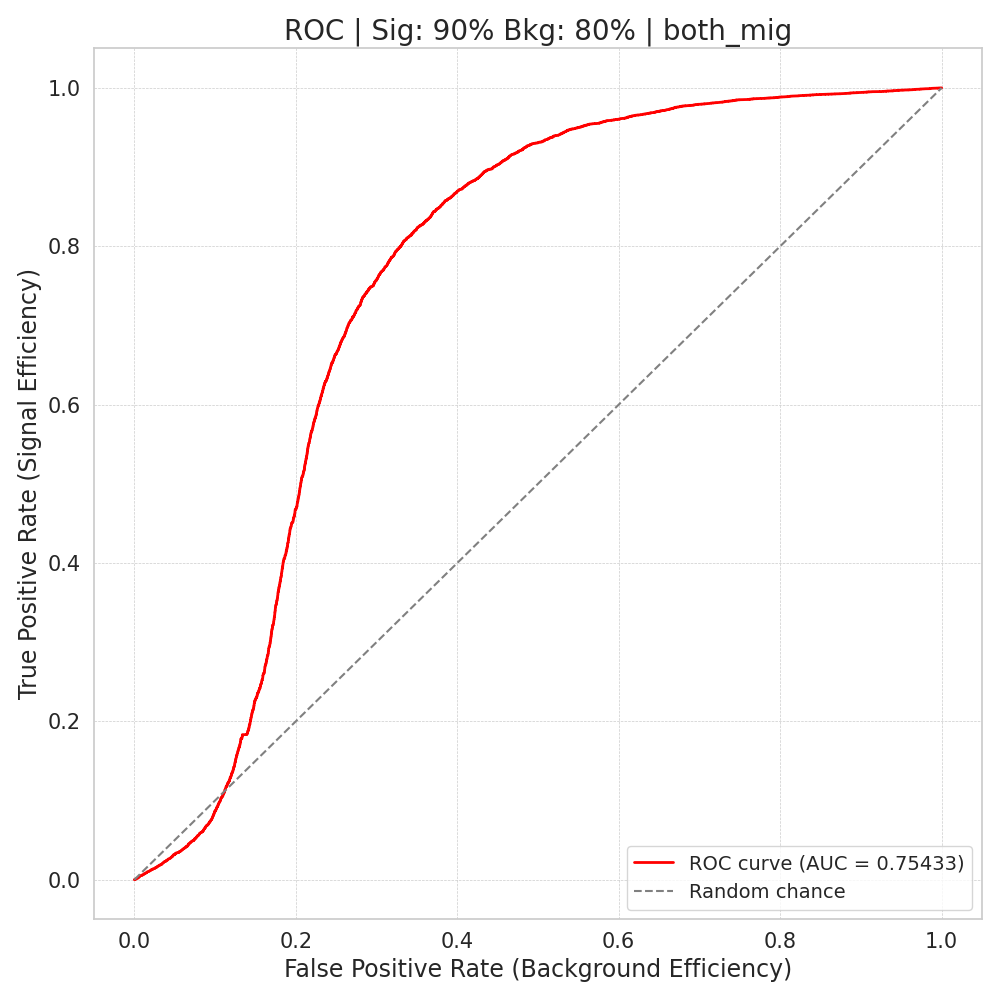 ROC | Sig: 90% Bkg: 80% | both_mig
True Positive Rate (Signal Efficiency)
1.0
0.8
0.6
0.4
0.2
0.0
ROC curve (AUC = 0.75433)
Random chance
0.0 0.2 0.4 0.6 0.8 1.0
False Positive Rate (Background Efficiency)